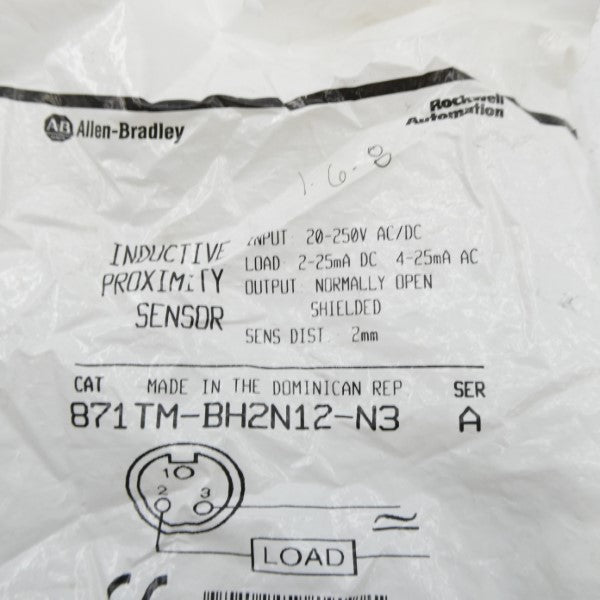 AB Allen-Bradley
Rockwell Automation
1-6-8
INDUCTIVE PROXIMITY SENSOR
INPUT: 20-250V AC/DC
LOAD: 2-25mA DC 4-25mA AC
OUTPUT: NORMALLY OPEN
SHIELDED
SENS DIST: 2mm
CAT MADE IN THE DOMINICAN REP SER
871TM-BH2N12-N3 A
1
2 3
LOAD
CE